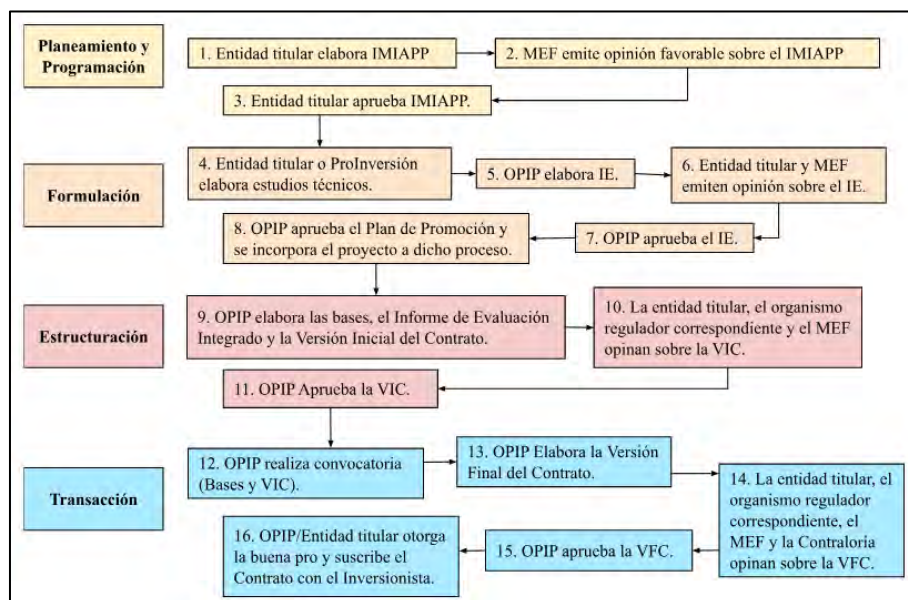 Planeamiento y
Programación
1. Entidad titular elabora IMIAPP
2. MEF emite opinión favorable sobre el IMIAPP
3. Entidad titular aprueba IMIAPP.
Formulación
4. Entidad titular o ProInversión
elabora estudios técnicos.
5. OPIP elabora IE.
6. Entidad titular y MEF
emiten opinión sobre el IE.
7. OPIP aprueba el IE.
8. OPIP aprueba el Plan de Promoción y
se incorpora el proyecto a dicho proceso.
Estructuración
9. OPIP elabora las bases, el Informe de Evaluación
Integrado y la Versión Inicial del Contrato.
10. La entidad titular, el organismo
regulador correspondiente y el MEF
opinan sobre la VIC.
11. OPIP Aprueba la VIC.
Transacción
12. OPIP realiza convocatoria
(Bases y VIC).
13. OPIP Elabora la Versión
Final del Contrato.
14. La entidad titular, el
organismo regulador
correspondiente, el
MEF y la Contraloría
opinan sobre la VFC.
15. OPIP aprueba la VFC.
16. OPIP/Entidad titular otorga
la buena pro y suscribe el
Contrato con el Inversionista.